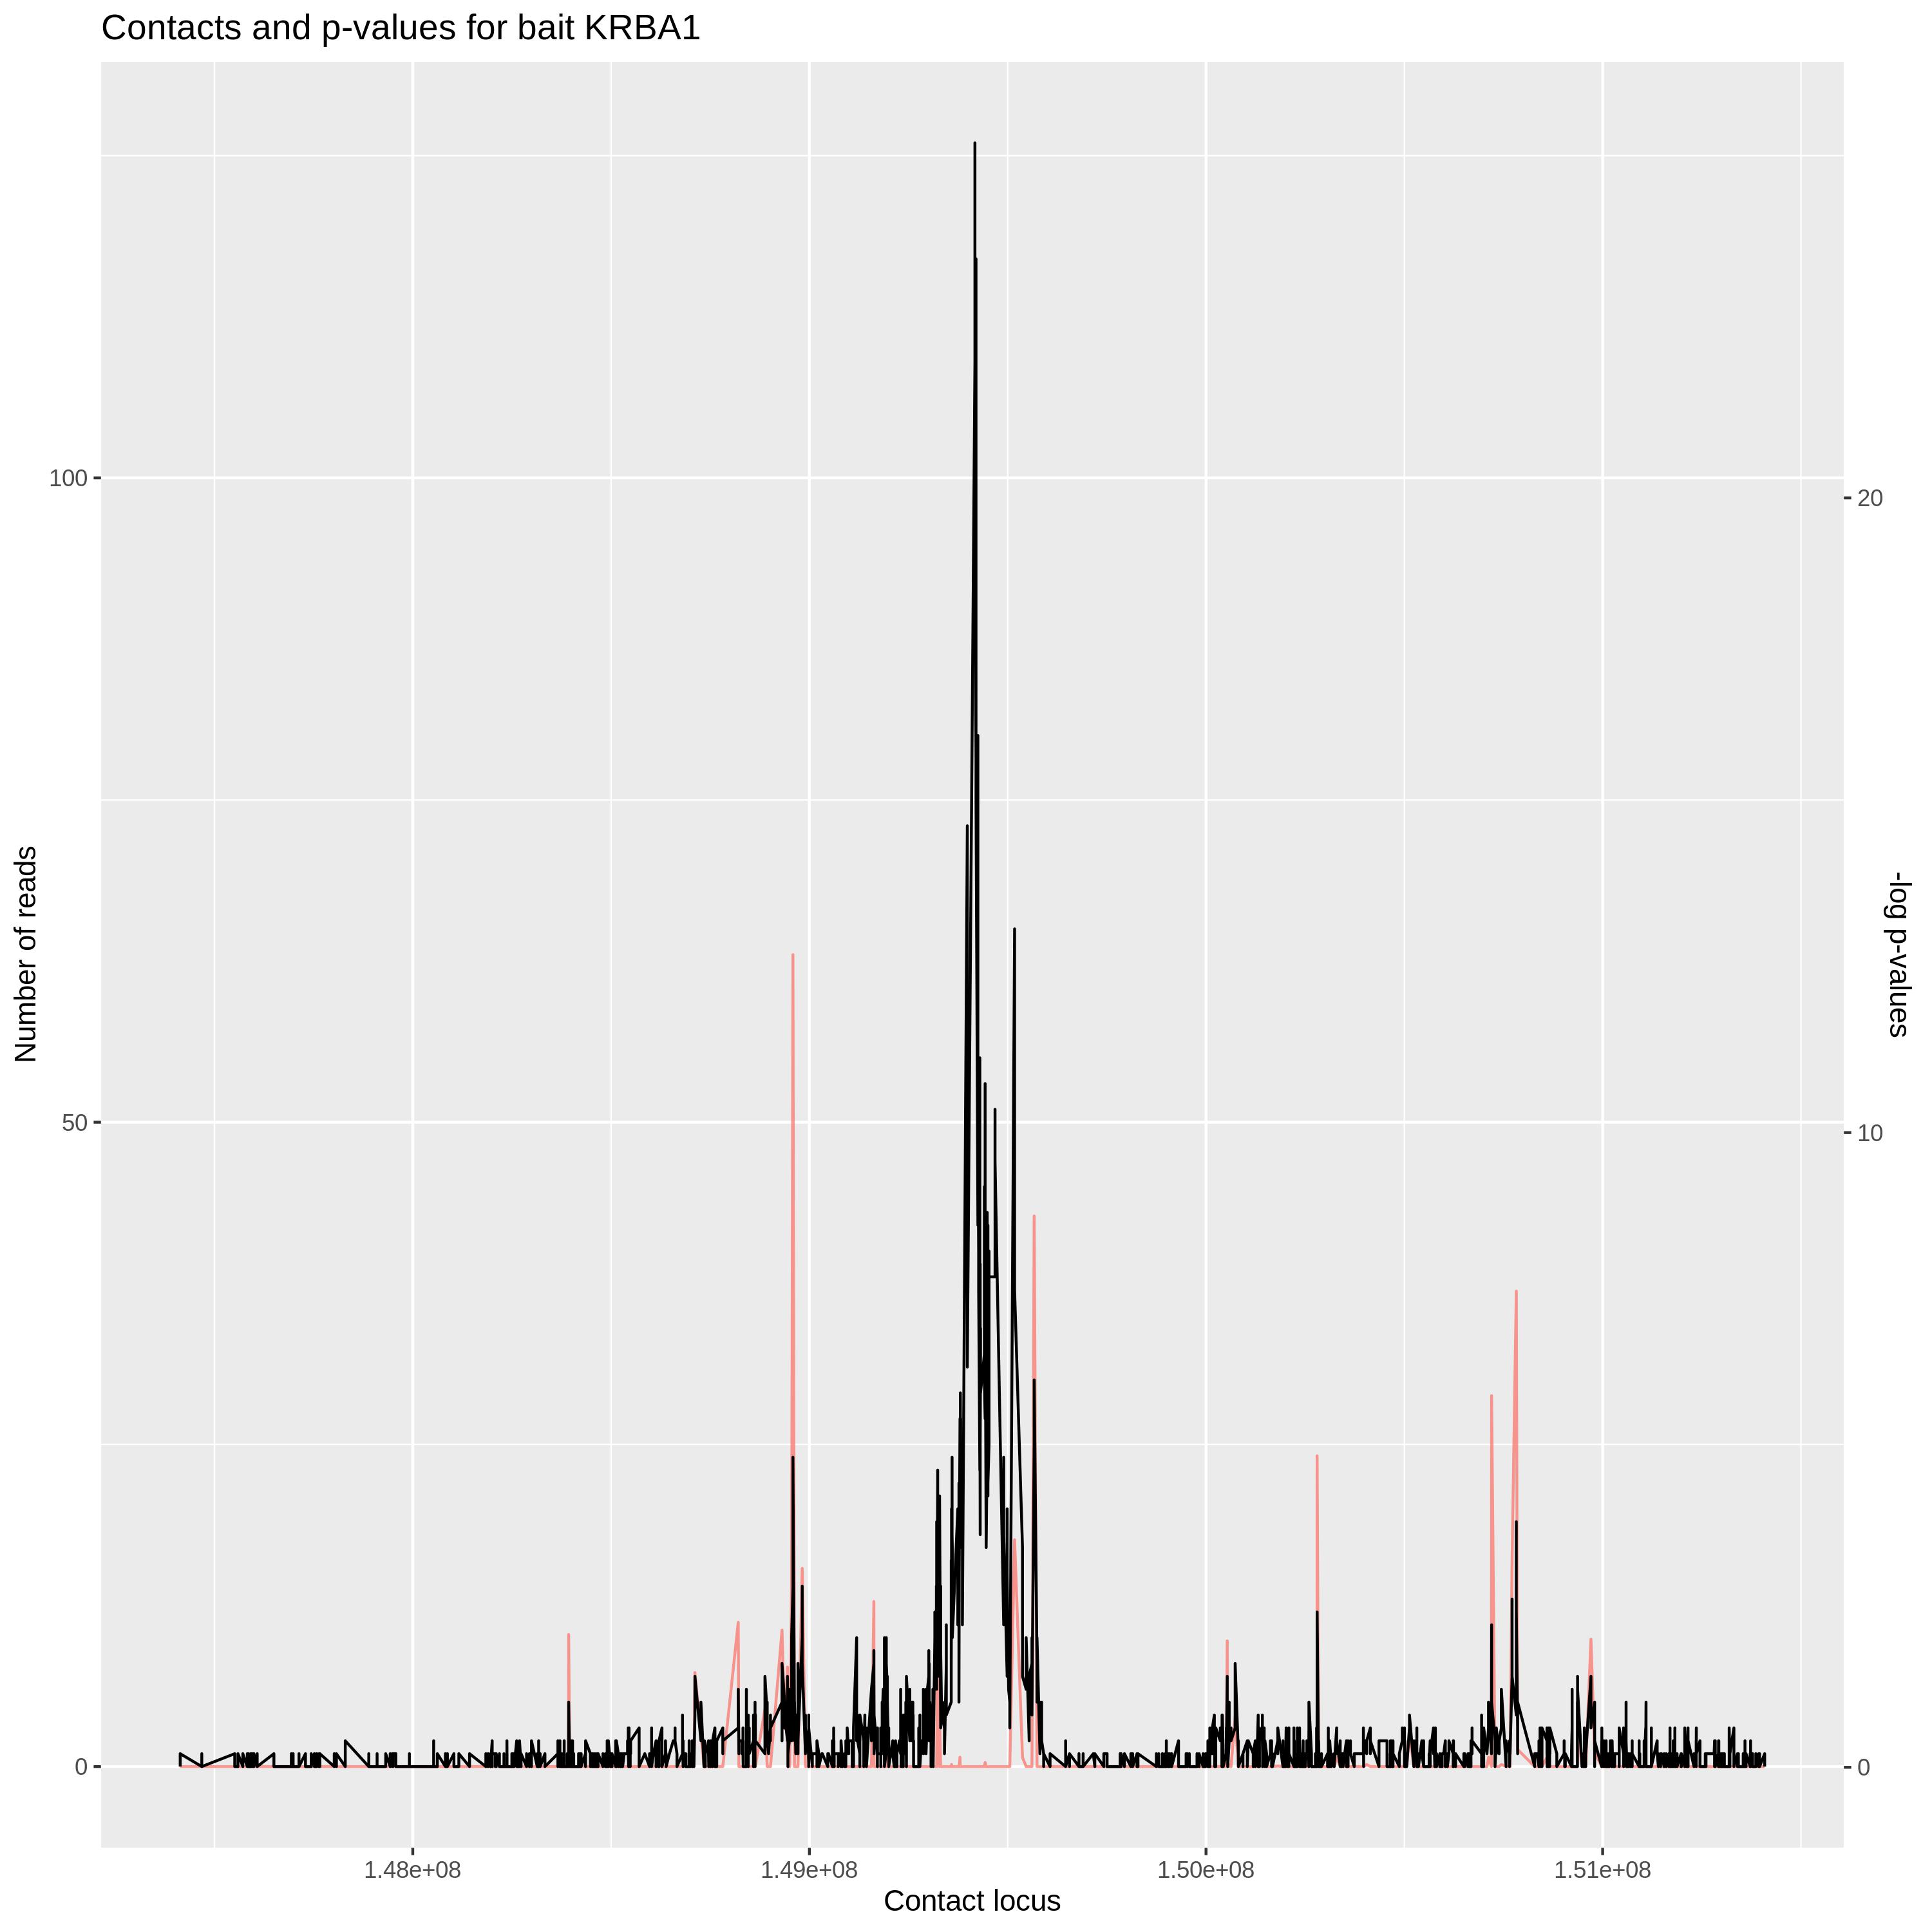 Contacts and p-values for bait KRBA1
100
50
0
Number of reads
20
10
0
-log p-values
1.48e+08
1.49e+08
1.50e+08
1.51e+08
Contact locus